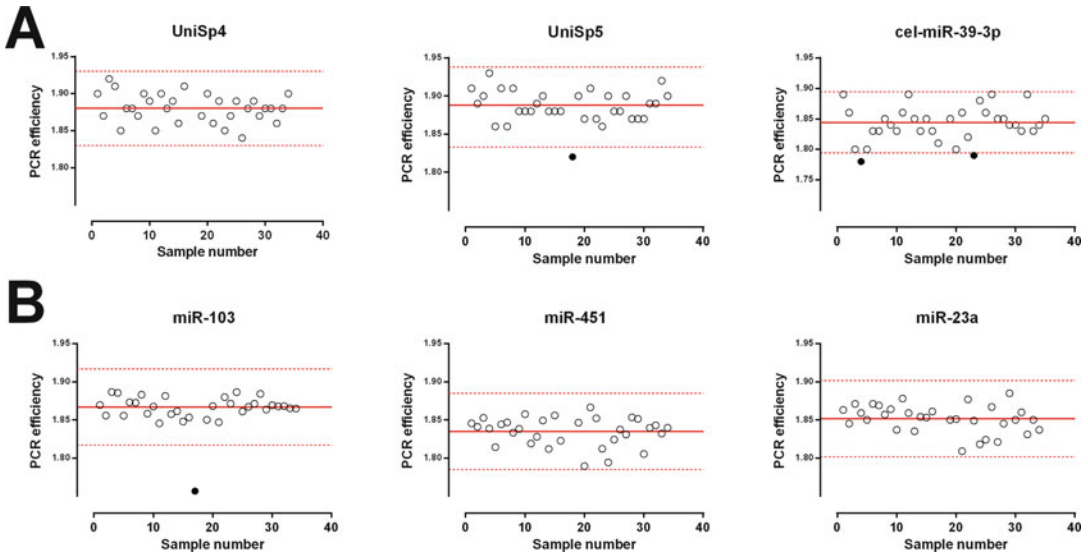 A
UniSp4
UniSp5
cel-miR-39-3p
PCR efficiency
1.95
1.90
1.85
1.80
0 10 20 30 40
Sample number
PCR efficiency
1.95
1.90
1.85
1.80
0 10 20 30 40
Sample number
PCR efficiency
1.95
1.90
1.85
1.80
1.75
0 10 20 30 40
Sample number
B
miR-103
miR-451
miR-23a
PCR efficiency
1.95
1.90
1.85
1.80
0 10 20 30 40
Sample number
PCR efficiency
1.95
1.90
1.85
1.80
0 10 20 30 40
Sample number
PCR efficiency
1.95
1.90
1.85
1.80
0 10 20 30 40
Sample number